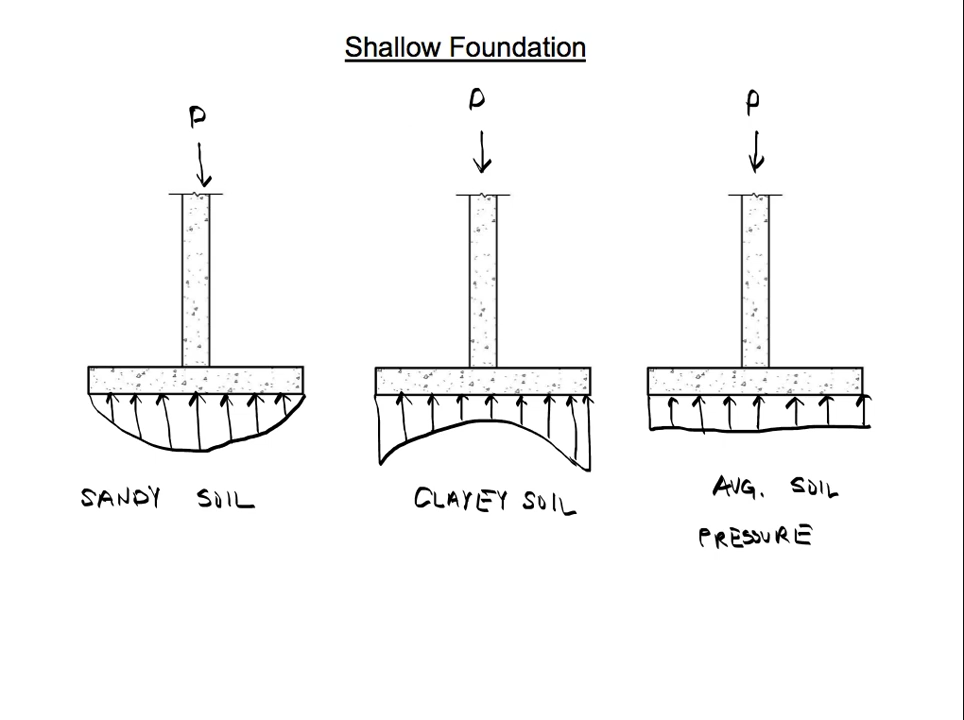 Shallow Foundation
P
P
P
SANDY SOIL
CLAYEY SOIL
AVG. SOIL
PRESSURE